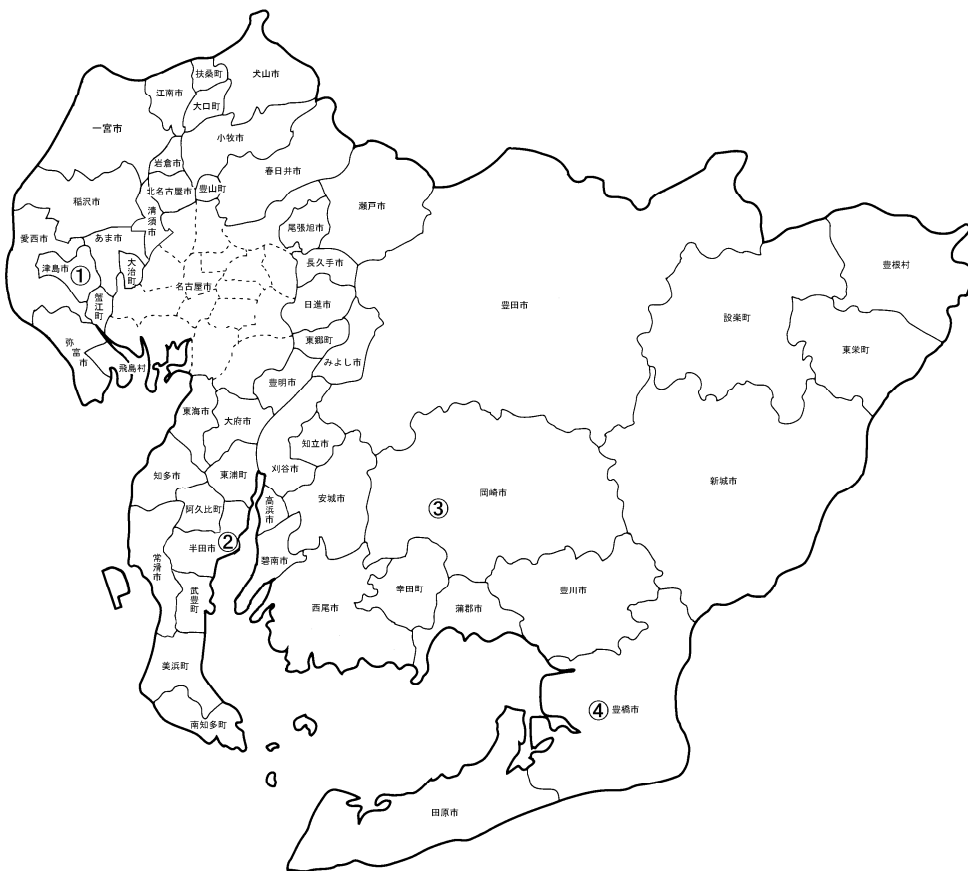 扶桑町
犬山市
江南市
大口町
一宮市
小牧市
岩倉市
春日井市
北名古屋市
豊山町
瀬戸市
稲沢市
清須市
尾張旭市
愛西市
あま市
津島市
①
大治町
長久手市
名古屋市
蟹江町
日進市
豊田市
設楽町
豊根村
東栄町
弥富市
飛島村
東郷町
みよし市
豊明市
東海市
大府市
知立市
刈谷市
知多市
東浦町
安城市
岡崎市
③
新城市
阿久比町
高浜市
半田市
②
碧南市
常滑市
武豊町
西尾市
幸田町
蒲郡市
豊川市
美浜町
南知多町
④
豊橋市
田原市